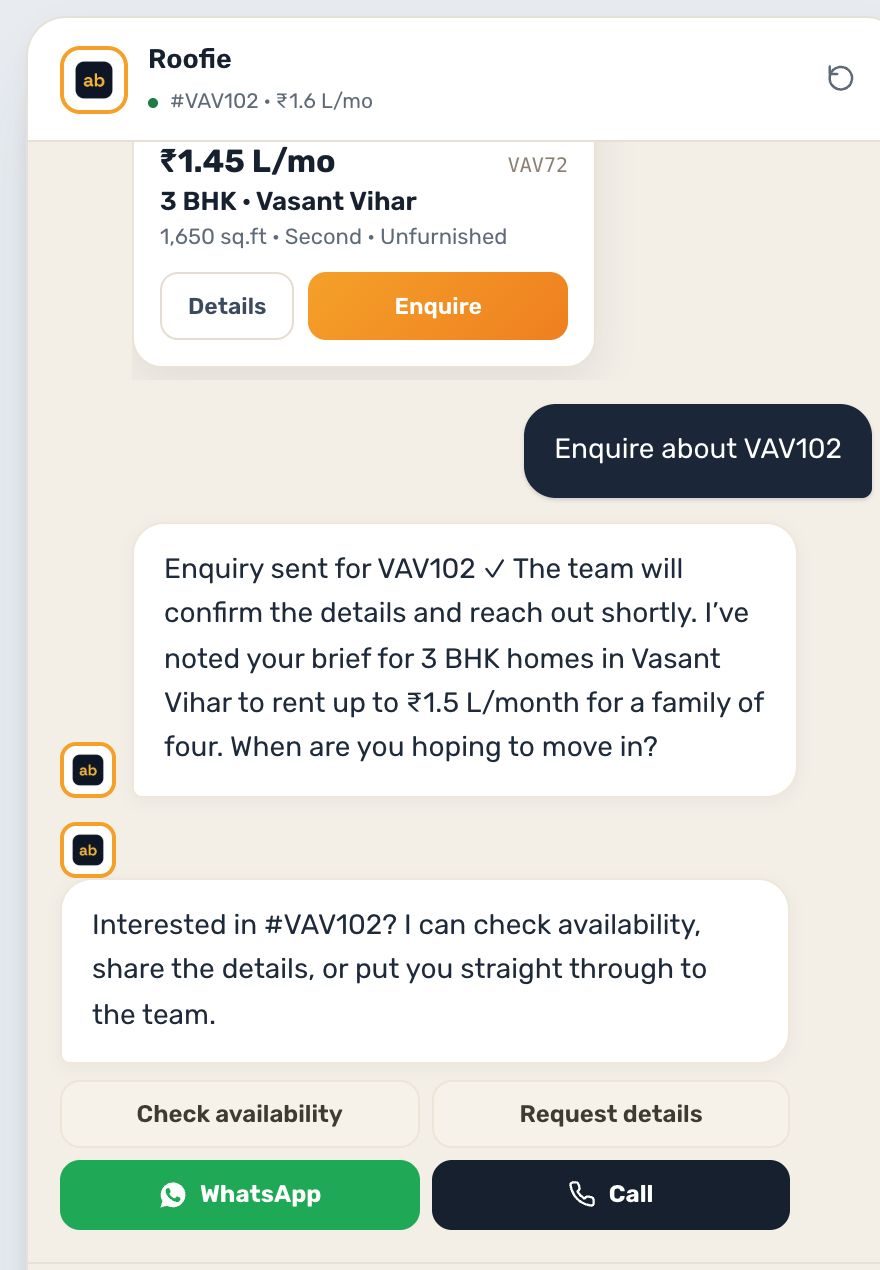 ab
Roofie
#VAV102 • ₹1.6 L/mo
₹1.45 L/mo
VAV72
3 BHK • Vasant Vihar
1,650 sq.ft • Second • Unfurnished
Details
Enquire
Enquire about VAV102
Enquiry sent for VAV102 ✓ The team will
confirm the details and reach out shortly. I’ve
noted your brief for 3 BHK homes in Vasant
Vihar to rent up to ₹1.5 L/month for a family of
four. When are you hoping to move in?
ab
ab
Interested in #VAV102? I can check availability,
share the details, or put you straight through to
the team.
Check availability
Request details
WhatsApp
Call